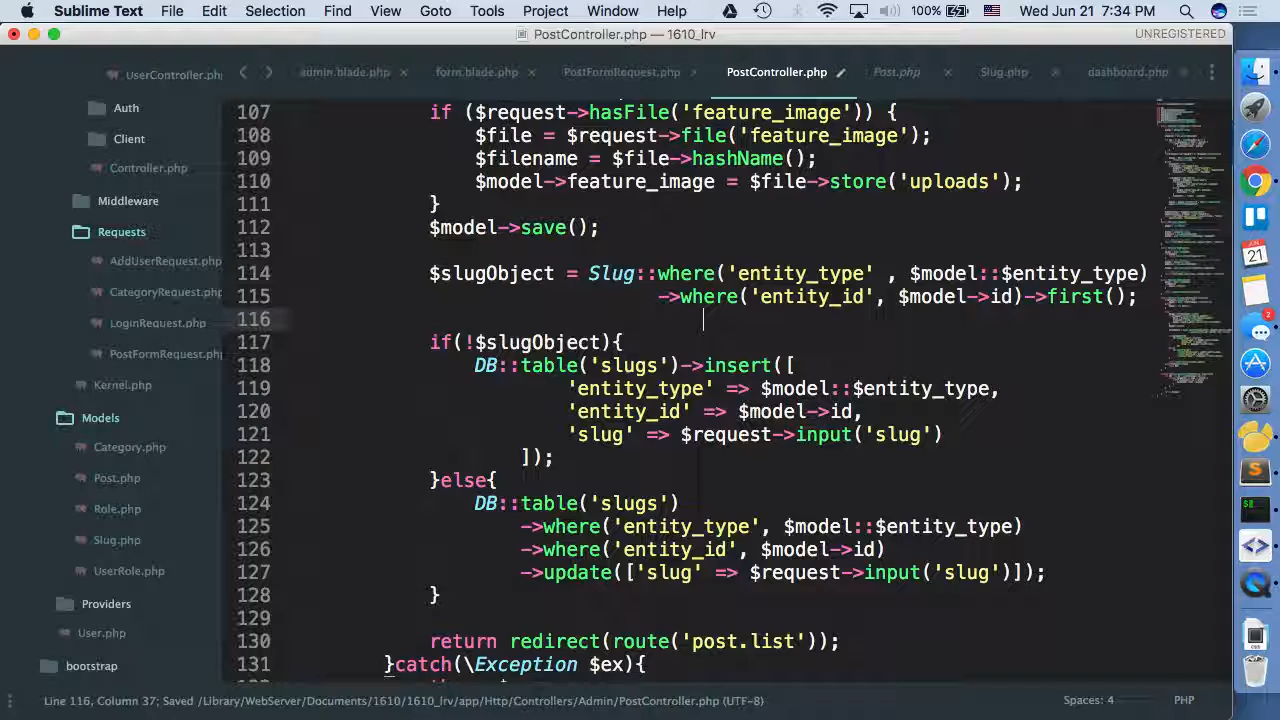 Sublime Text File Edit Selection Find View Goto Tools Project Window Help 100% Wed Jun 21 7:34 PM
PostController.php — 1610_lrv UNREGISTERED
admin.blade.php form.blade.php PostFormRequest.php PostController.php Post.php Slug.php dashboard.php
UserController.ph
Auth
Client
Controller.php
Middleware
Requests
AddUserRequest.php
CategoryRequest.php
LoginRequest.php
PostFormRequest.php
Kernel.php
Models
Category.php
Post.php
Role.php
Slug.php
UserRole.php
Providers
User.php
bootstrap
107 if ($request->hasFile('feature_image')) {
108 $file = $request->file('feature_image');
109 $filename = $file->hashName();
110 $model->feature_image = $file->store('uploads');
111 }
112 $model->save();
113
114 $slugObject = Slug::where('entity_type' , $model::$entity_type)
115 ->where('entity_id', $model->id)->first();
116
117 if(!$slugObject){
118 DB::table('slugs')->insert([
119 'entity_type' => $model::$entity_type,
120 'entity_id' => $model->id,
121 'slug' => $request->input('slug')
122 ]);
123 }else{
124 DB::table('slugs')
125 ->where('entity_type', $model::$entity_type)
126 ->where('entity_id', $model->id)
127 ->update(['slug' => $request->input('slug')]);
128 }
129
130 return redirect(route('post.list'));
131 }catch(\Exception $ex){
Line 116, Column 37; Saved /Library/WebServer/Documents/1610/1610_lrv/app/Http/Controllers/Admin/PostController.php (UTF-8) Spaces: 4 PHP
21
2